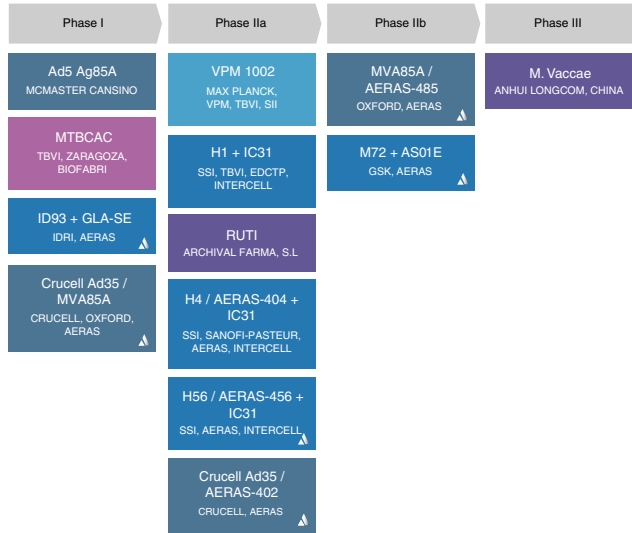 Phase I
Phase IIa
Phase IIb
Phase III
Ad5 Ag85A
MCMASTER CANSINO
MTBCAC
TBVI, ZARAGOZA,
BIOFABRI
ID93 + GLA-SE
IDRI, AERAS
Crucell Ad35 /
MVA85A
CRUCELL, OXFORD,
AERAS
VPM 1002
MAX PLANCK,
VPM, TBVI, SII
H1 + IC31
SSI, TBVI, EDCTP,
INTERCELL
RUTI
ARCHIVAL FARMA, S.L
H4 / AERAS-404 +
IC31
SSI, SANOFI-PASTEUR,
AERAS, INTERCELL
H56 / AERAS-456 +
IC31
SSI, AERAS, INTERCELL
Crucell Ad35 /
AERAS-402
CRUCELL, AERAS
MVA85A /
AERAS-485
OXFORD, AERAS
M72 + AS01E
GSK, AERAS
M. Vaccae
ANHUI LONGCOM, CHINA